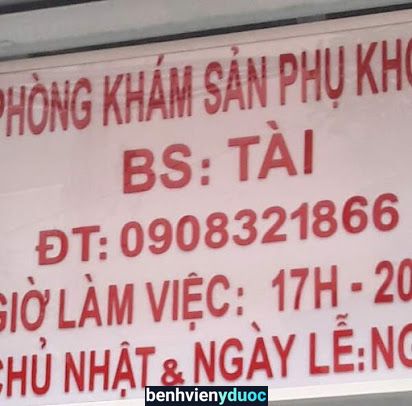 PHÒNG KHÁM SẢN PHỤ KHO
BS: TÀI
ĐT: 0908321866
GIỜ LÀM VIỆC: 17H - 20
CHỦ NHẬT & NGÀY LỄ: NG
benhvienyduoc